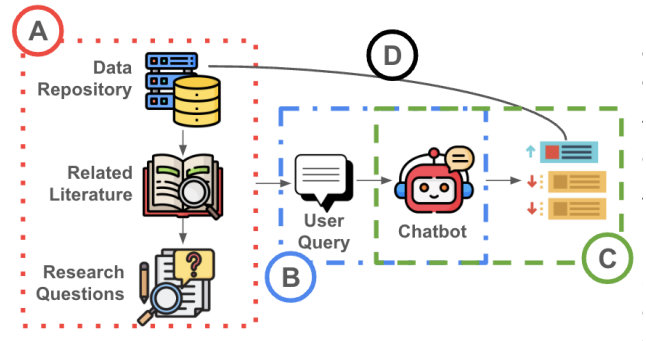 A
D
Data
Repository
Related
Literature
User
Query
Chatbot
Research
Questions
?
B
C